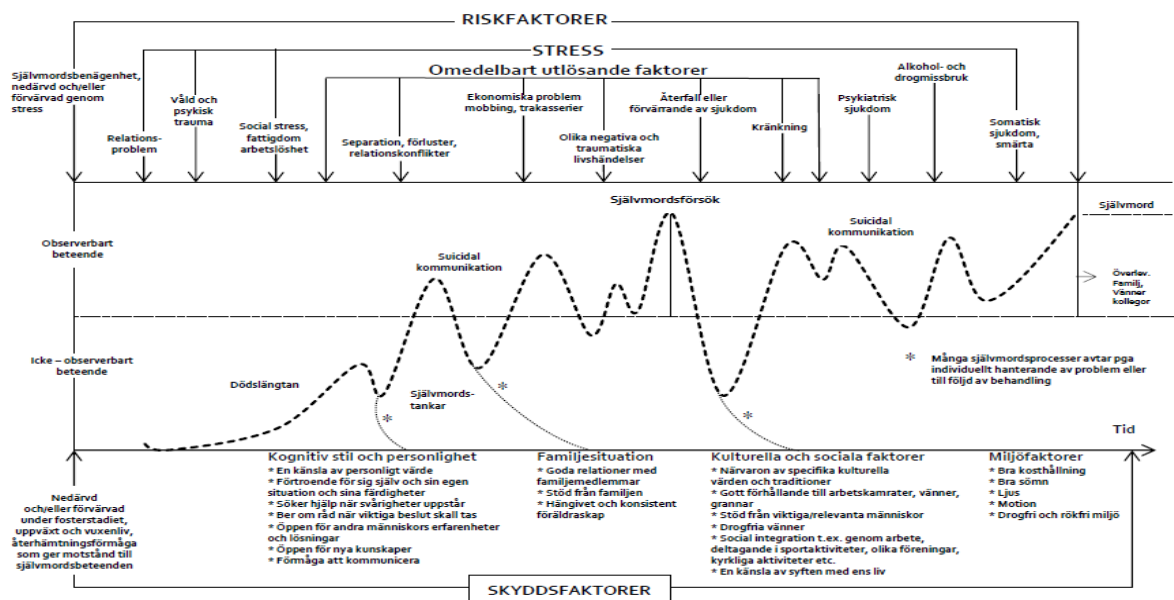 RISKFAKTORER
STRESS
Omedelbart utlösande faktorer
Självmordsbenägenhet,
nedärvd och/eller
förvärvad genom
stress
Relations-
problem
Våld och
psykisk
trauma
Social stress,
fattigdom
arbetslöshet
Separation, förluster,
relationskonflikter
Ekonomiska problem
mobbing, trakasserier
Olika negativa och
traumatiska
livshändelser
Återfall eller
förvärrande av sjukdom
Kränkning
Psykiatrisk
sjukdom
Alkohol- och
drogmissbruk
Somatisk
sjukdom,
smärta
Observerbart
beteende
Suicidal
kommunikation
Självmordsförsök
Suicidal
kommunikation
Självmord
Överlev.
Familj,
Vänner
kollegor
Icke – observerbart
beteende
Dödslängtan
Självmords-
tankar
*
*
*
* Många självmordsprocesser avtar pga
individuellt hanterande av problem eller
till följd av behandling
Tid
Nedärvd
och/eller förvärvad
under fosterstadiet,
uppväxt och vuxenliv,
återhämtningsförmåga
som ger motstånd till
självmordsbeteenden
Kognitiv stil och personlighet
* En känsla av personligt värde
* Förtroende för sig själv och sin egen
situation och sina färdigheter
* Söker hjälp när svårigheter uppstår
* Ber om råd när viktiga beslut skall tas
* Öppen för andra människors erfarenheter
och lösningar
* Öppen för nya kunskaper
* Förmåga att kommunicera
Familjesituation
* Goda relationer med
familjemedlemmar
* Stöd från familjen
* Hängivet och konsistent
föräldraskap
Kulturella och sociala faktorer
* Närvaron av specifika kulturella
värden och traditioner
* Gott förhållande till arbetskamrater, vänner,
grannar
* Stöd från viktiga/relevanta människor
* Drogfria vänner
* Social integration t.ex. genom arbete,
deltagande i sportaktiviteter, olika föreningar,
kyrkliga aktiviteter etc.
* En känsla av syften med ens liv
Miljöfaktorer
* Bra kosthållning
* Bra sömn
* Ljus
* Motion
* Drogfri och rökfri miljö
SKYDDSFAKTORER